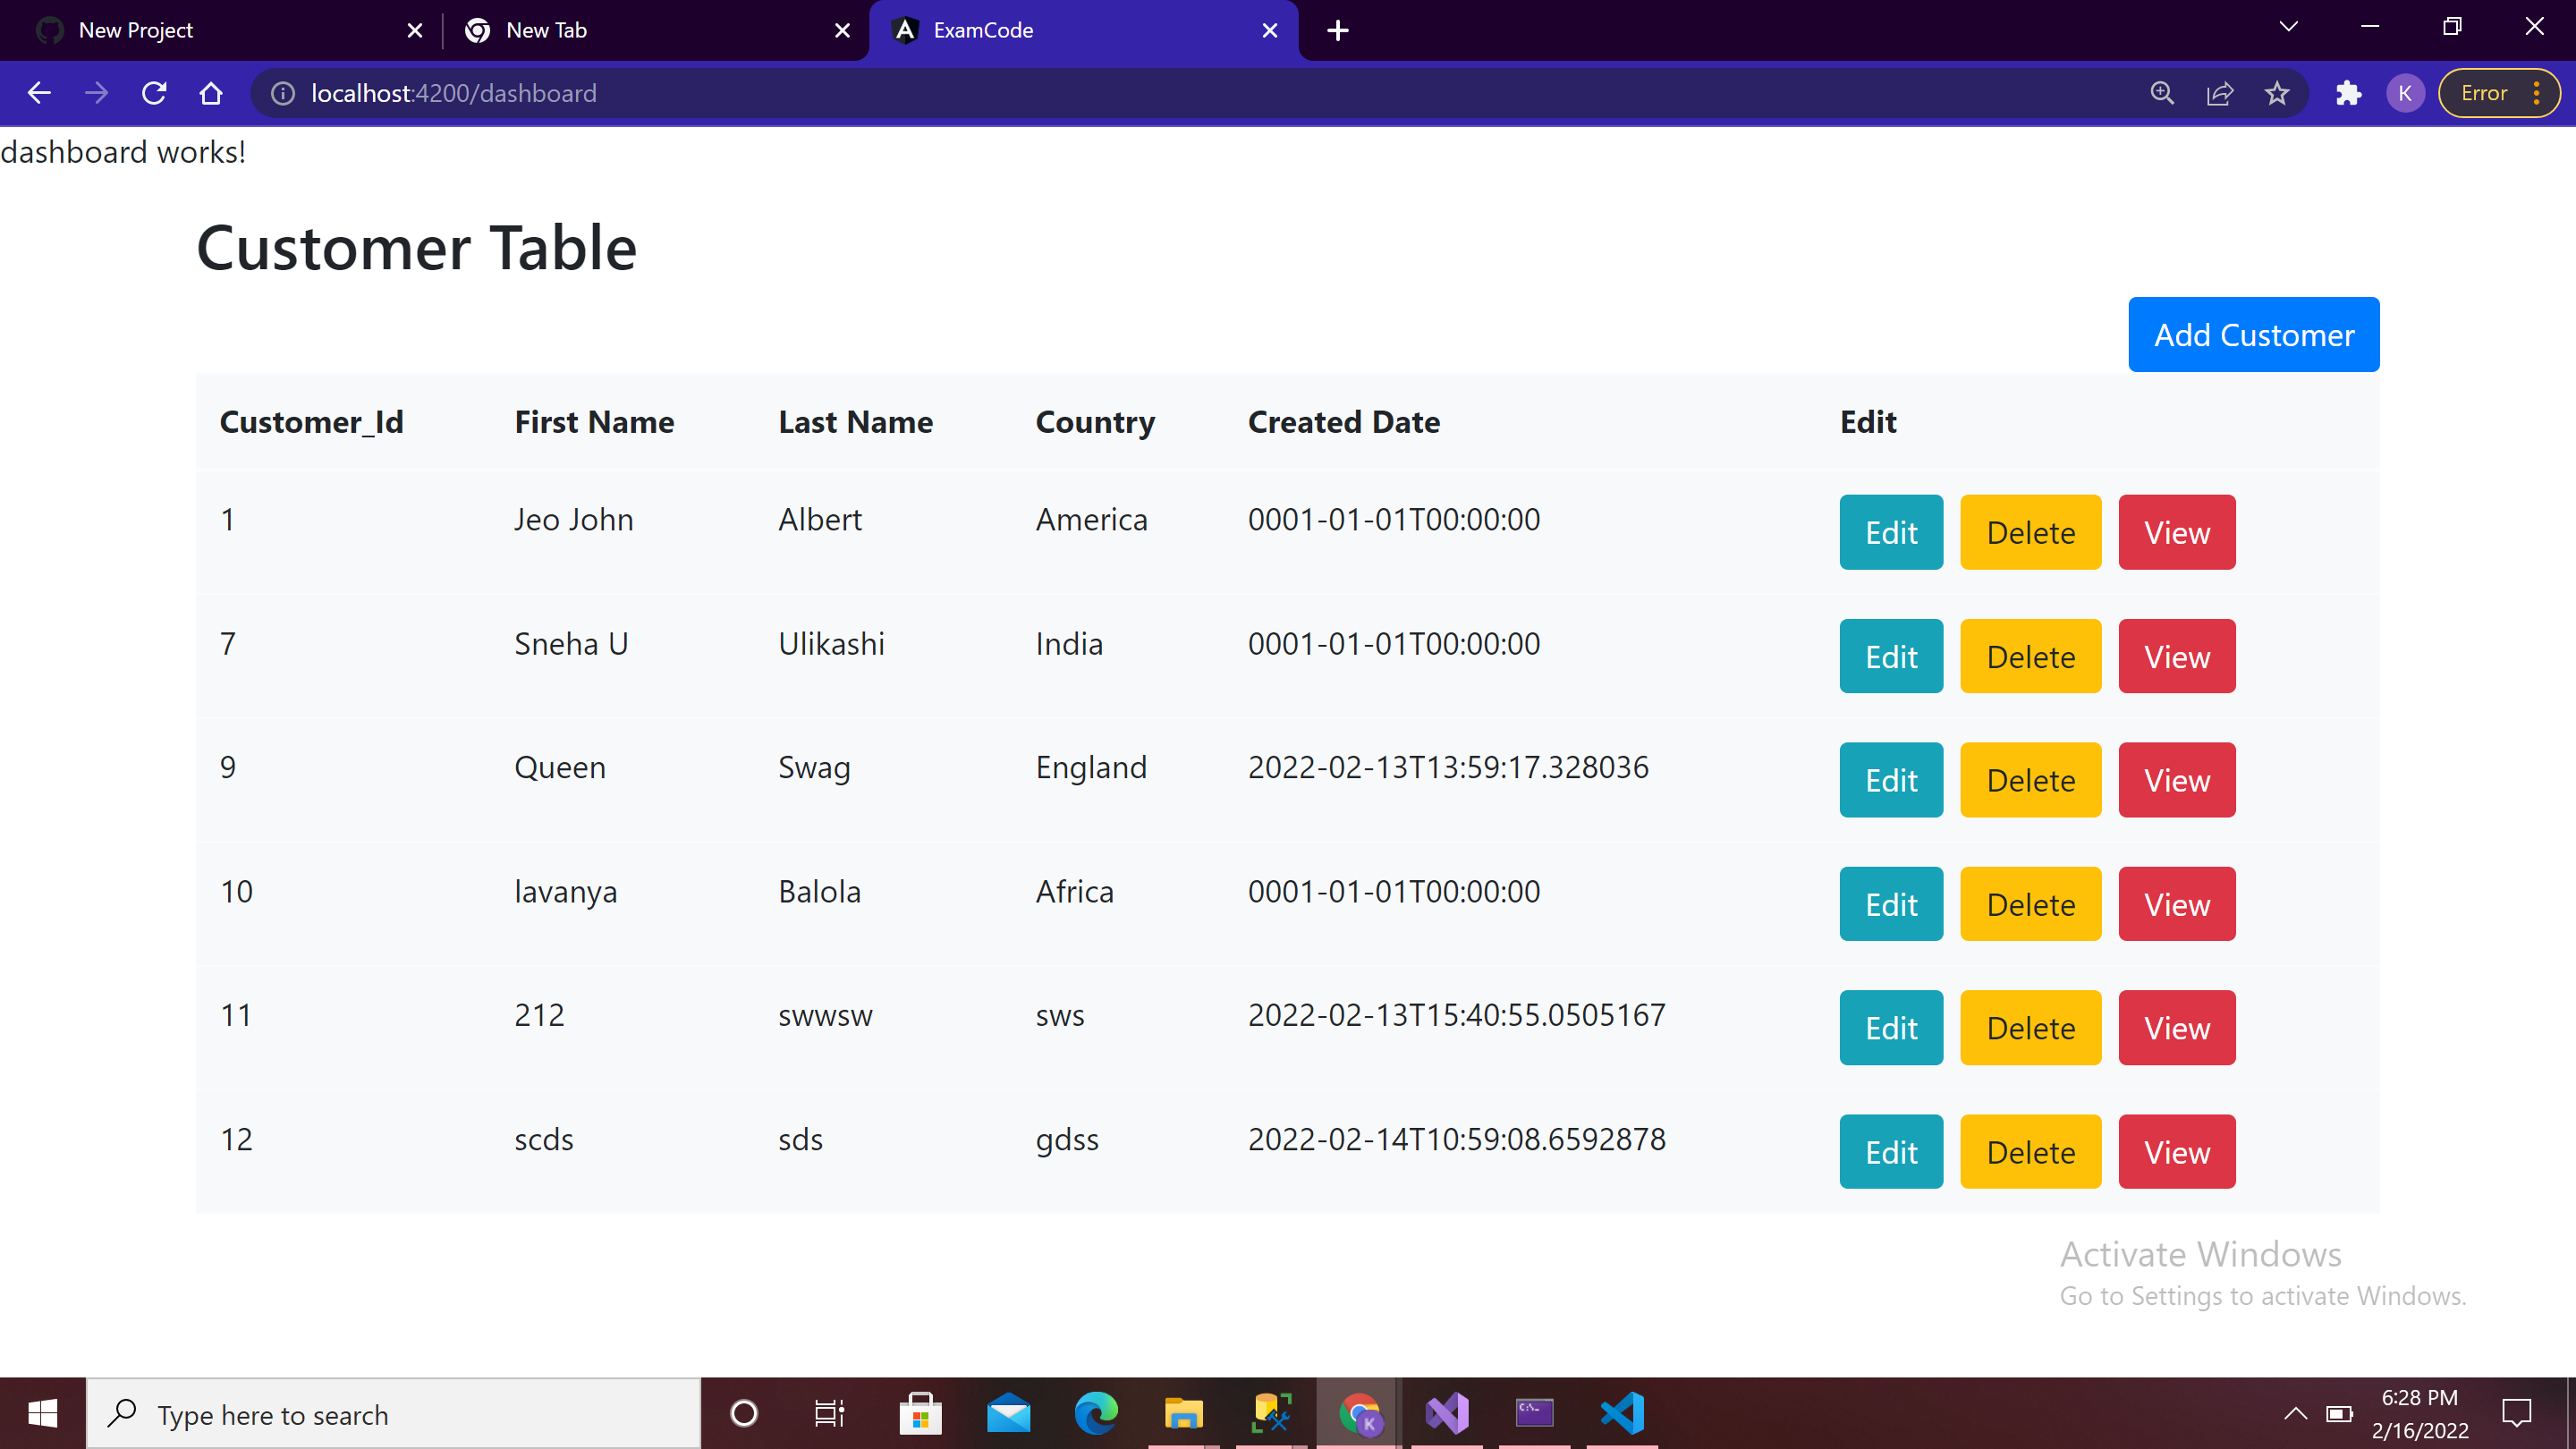 New Project
New Tab
ExamCode
localhost:4200/dashboard
K
Error
dashboard works!
Customer Table
Add Customer
Customer_Id First Name Last Name Country Created Date Edit
1 Jeo John Albert America 0001-01-01T00:00:00 Edit Delete View
7 Sneha U Ulikashi India 0001-01-01T00:00:00 Edit Delete View
9 Queen Swag England 2022-02-13T13:59:17.328036 Edit Delete View
10 lavanya Balola Africa 0001-01-01T00:00:00 Edit Delete View
11 212 swwsw sws 2022-02-13T15:40:55.0505167 Edit Delete View
12 scds sds gdss 2022-02-14T10:59:08.6592878 Edit Delete View
Activate Windows
Go to Settings to activate Windows.
Type here to search
K
C:\_
6:28 PM
2/16/2022